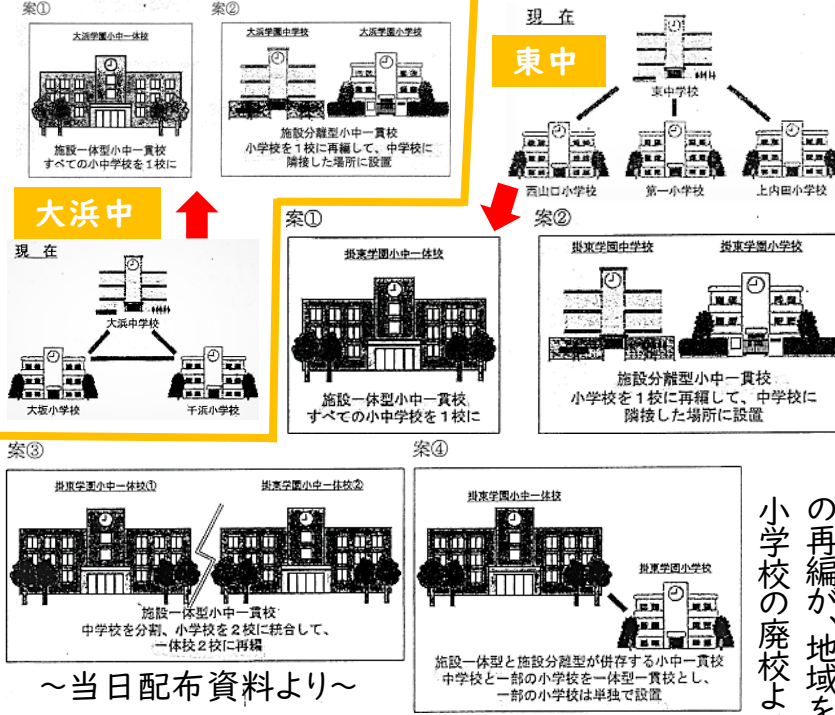 案①
大浜学園小中一体校
施設一体型小中一貫校
すべての小中学校を1校に
案②
大浜学園中学校
大浜学園小学校
施設分離型小中一貫校
小学校を1校に再編して、中学校に
隣接した場所に設置
大浜中
現 在
大浜中学校
大坂小学校
千浜小学校
現 在
東中
東中学校
西山口小学校
第一小学校
上内田小学校
案①
掛東学園小中一体校
施設一体型小中一貫校
すべての小中学校を1校に
案②
掛東学園中学校
掛東学園小学校
施設分離型小中一貫校
小学校を1校に再編して、中学校に
隣接した場所に設置
案③
掛東学園小中一体校①
掛東学園小中一体校②
施設一体型小中一貫校
中学校を分割、小学校を2校に統合して、
一体校2校に再編
案④
掛東学園小中一体校
掛東学園小学校
施設一体型と施設分離型が併存する小中一貫校
中学校と一部の小学校を一体型一貫校とし、
一部の小学校は単独で設置
～当日配布資料より～
の再編が、地域を
小学校の廃校よ